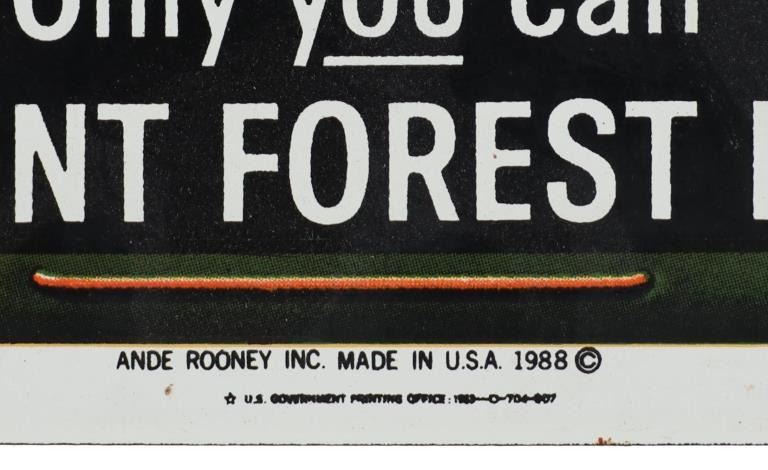 Only you can
NT FOREST
ANDE ROONEY INC. MADE IN U.S.A. 1988 ©
☆ U.S. GOVERNMENT PRINTING OFFICE: